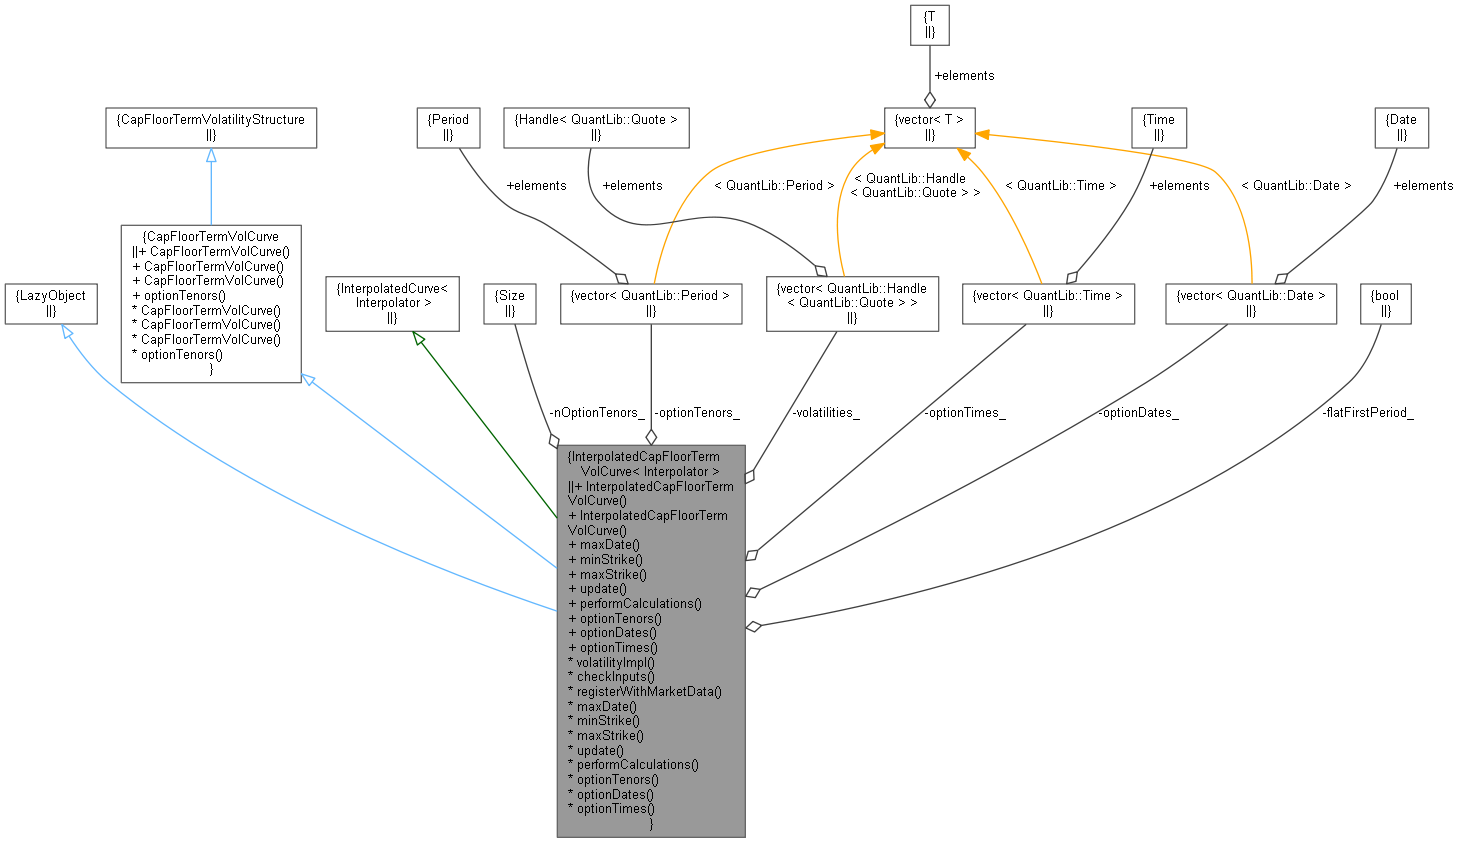 {T
||}
+elements
{CapFloorTermVolatilityStructure
||}
{Period
||}
{Handle< QuantLib::Quote >
||}
{vector< T >
||}
{Time
||}
{Date
||}
+elements
+elements
< QuantLib::Period >
< QuantLib::Handle
< QuantLib::Quote > >
< QuantLib::Time >
+elements
< QuantLib::Date >
+elements
{CapFloorTermVolCurve
||+ CapFloorTermVolCurve()
+ CapFloorTermVolCurve()
+ CapFloorTermVolCurve()
+ optionTenors()
* CapFloorTermVolCurve()
* CapFloorTermVolCurve()
* CapFloorTermVolCurve()
* optionTenors()
}
{LazyObject
||}
{InterpolatedCurve<
Interpolator >
||}
{Size
||}
{vector< QuantLib::Period >
||}
{vector< QuantLib::Handle
< QuantLib::Quote > >
||}
{vector< QuantLib::Time >
||}
{vector< QuantLib::Date >
||}
{bool
||}
-nOptionTenors_
-optionTenors_
-volatilities_
-optionTimes_
-optionDates_
-flatFirstPeriod_
{InterpolatedCapFloorTerm
VolCurve< Interpolator >
||+ InterpolatedCapFloorTerm
VolCurve()
+ InterpolatedCapFloorTerm
VolCurve()
+ maxDate()
+ minStrike()
+ maxStrike()
+ update()
+ performCalculations()
+ optionTenors()
+ optionDates()
+ optionTimes()
* volatilityImpl()
* checkInputs()
* registerWithMarketData()
* maxDate()
* minStrike()
* maxStrike()
* update()
* performCalculations()
* optionTenors()
* optionDates()
* optionTimes()
}